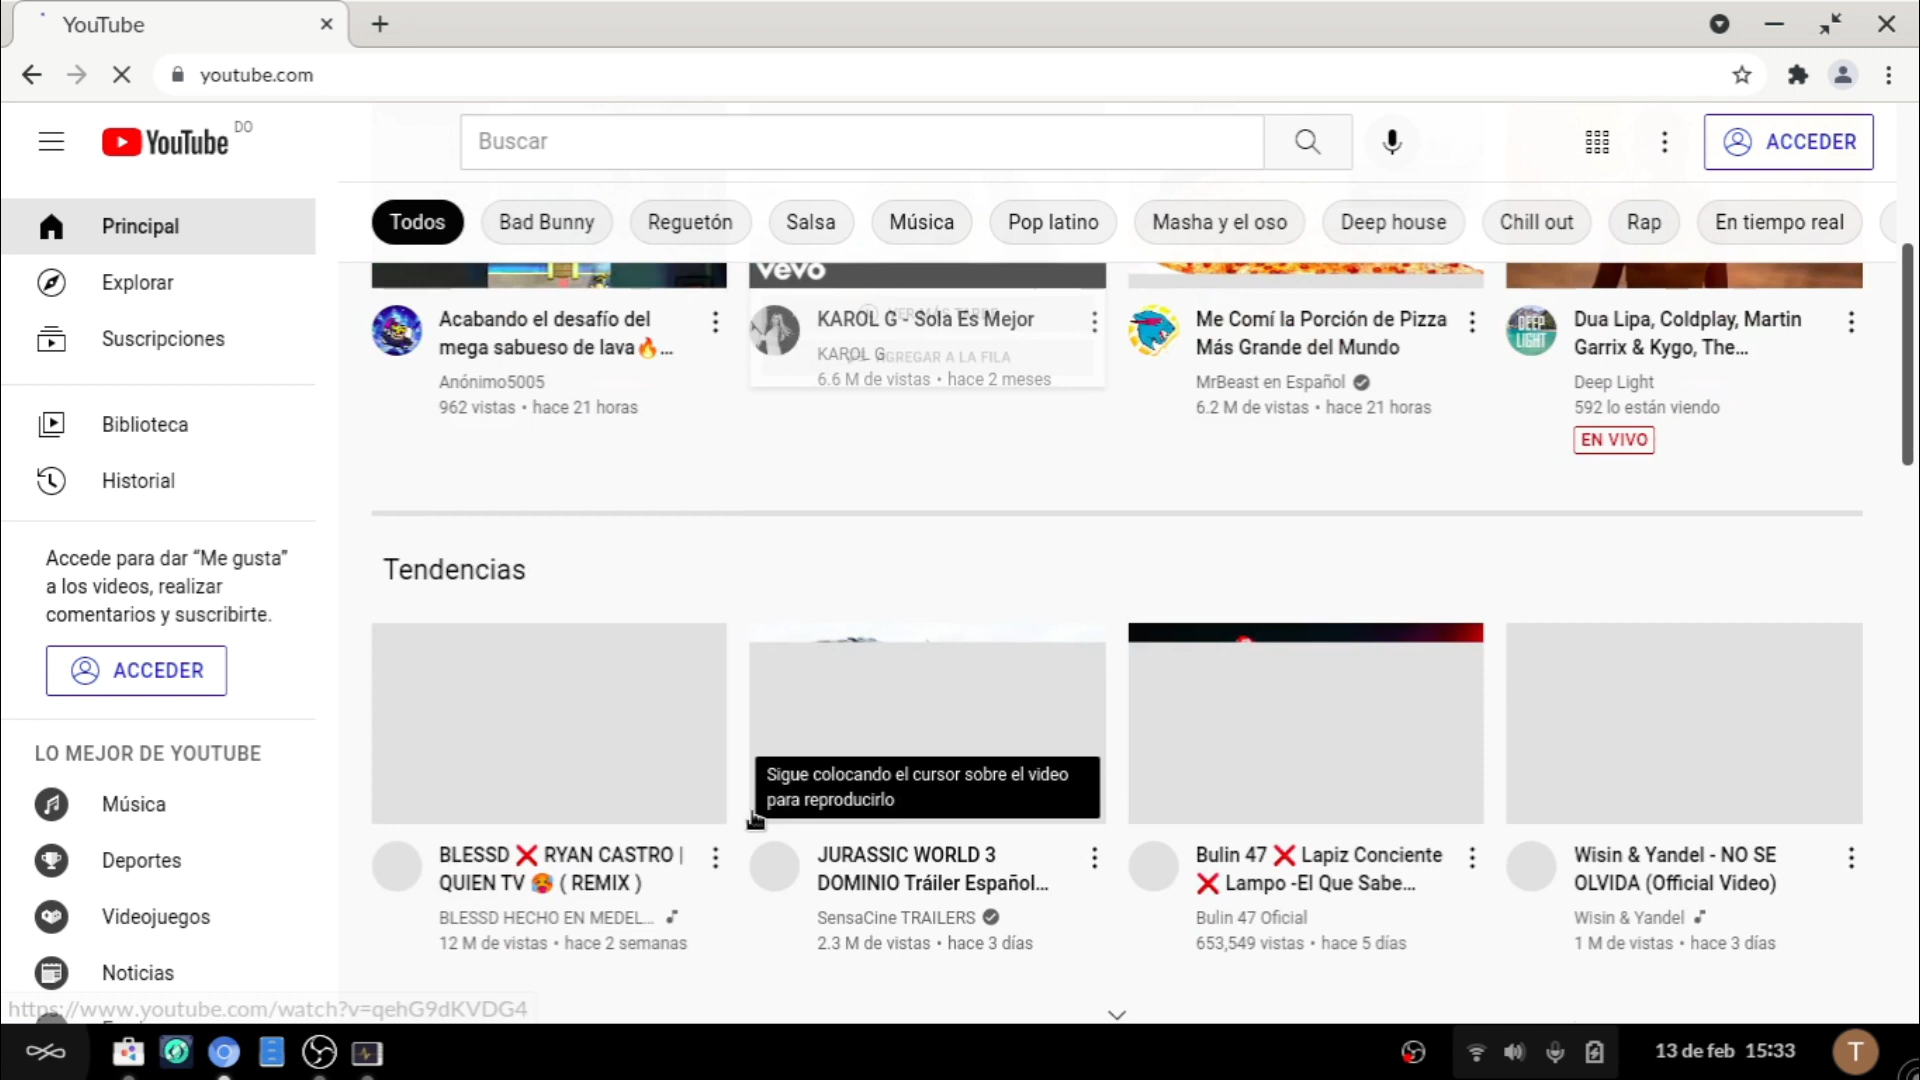 YouTube
youtube.com
YouTube DO
Buscar
ACCEDER
Principal
Explorar
Suscripciones
Biblioteca
Historial
Accede para dar “Me gusta”
a los videos, realizar
comentarios y suscribirte.
ACCEDER
LO MEJOR DE YOUTUBE
Música
Deportes
Videojuegos
Noticias
Todos
Bad Bunny
Reguetón
Salsa
Música
Pop latino
Masha y el oso
Deep house
Chill out
Rap
En tiempo real
Acabando el desafío del
mega sabueso de lava🔥...
Anónimo5005
962 vistas • hace 21 horas
vevo
VER MÁS TARDE
KAROL G - Sola Es Mejor
KAROL G
AGREGAR A LA FILA
6.6 M de vistas • hace 2 meses
Me Comí la Porción de Pizza
Más Grande del Mundo
MrBeast en Español
6.2 M de vistas • hace 21 horas
DEEP
LIGHT
Dua Lipa, Coldplay, Martin
Garrix & Kygo, The...
Deep Light
592 lo están viendo
EN VIVO
Tendencias
BLESSD ❌ RYAN CASTRO |
QUIEN TV 🥵 ( REMIX )
BLESSD HECHO EN MEDEL...
12 M de vistas • hace 2 semanas
Sigue colocando el cursor sobre el video
para reproducirlo
JURASSIC WORLD 3
DOMINIO Tráiler Español...
SensaCine TRAILERS
2.3 M de vistas • hace 3 días
Bulin 47 ❌ Lapiz Conciente
❌ Lampo -El Que Sabe...
Bulin 47 Oficial
653,549 vistas • hace 5 días
Wisin & Yandel - NO SE
OLVIDA (Official Video)
Wisin & Yandel
1 M de vistas • hace 3 días
https://www.youtube.com/watch?v=qehG9dKVDG4
13 de feb 15:33
T